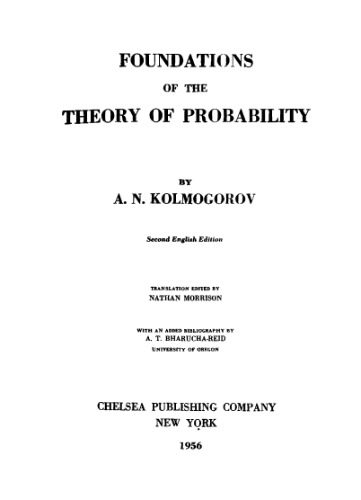 FOUNDATIONS
OF THE
THEORY OF PROBABILITY
BY
A. N. KOLMOGOROV
Second English Edition
TRANSLATION EDITED BY
NATHAN MORRISON
WITH AN ADDED BIBLIOGRAPHY BY
A. T. BHARUCHA-REID
UNIVERSITY OF OREGON
CHELSEA PUBLISHING COMPANY
NEW YORK
1956